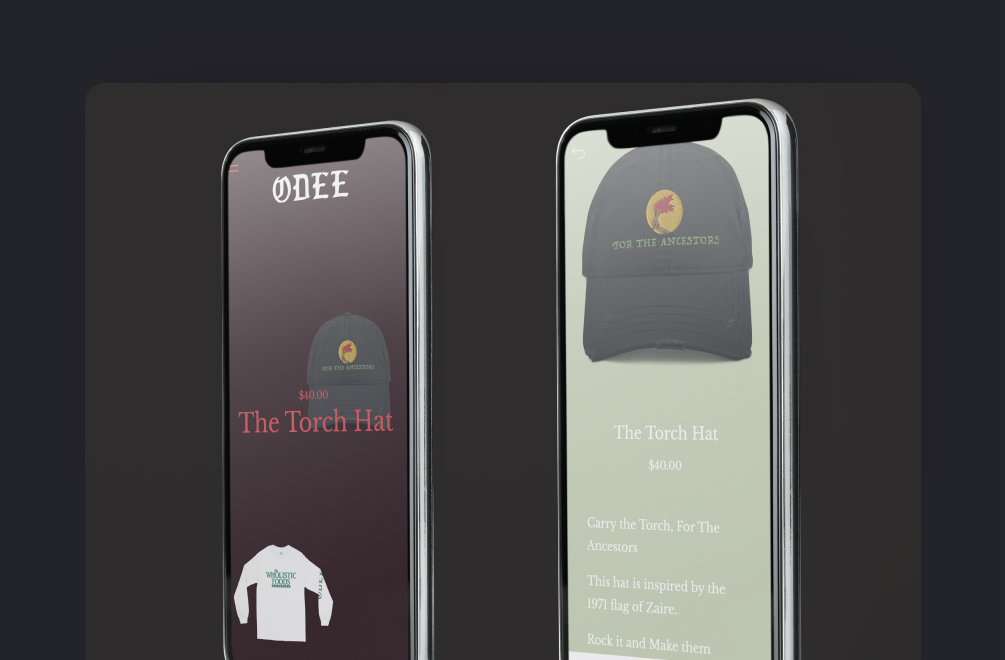 ODEE
FOR THE ANCESTORS
$40.00
The Torch Hat
The
WHOLISTIC
FOODS
FOR THE ANCESTORS
The Torch Hat
$40.00
Carry the Torch, For The
Ancestors
This hat is inspired by the
1971 flag of Zaire.
Rock it and Make them